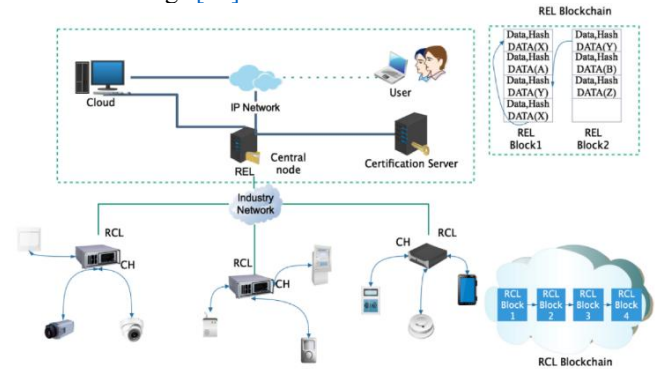 REL Blockchain
Data,Hash
DATA(X)
Data,Hash
DATA(A)
Data,Hash
DATA(Y)
Data,Hash
DATA(X)
Data,Hash
DATA(Y)
Data,Hash
DATA(B)
Data,Hash
DATA(Z)
REL
Block1
REL
Block2
Cloud
IP Network
User
REL
Central
node
Certification Server
Industry
Network
RCL
CH
RCL
CH
CH
RCL
RCL
Block
1
RCL
Block
2
RCL
Block
3
RCL
Block
4
RCL Blockchain